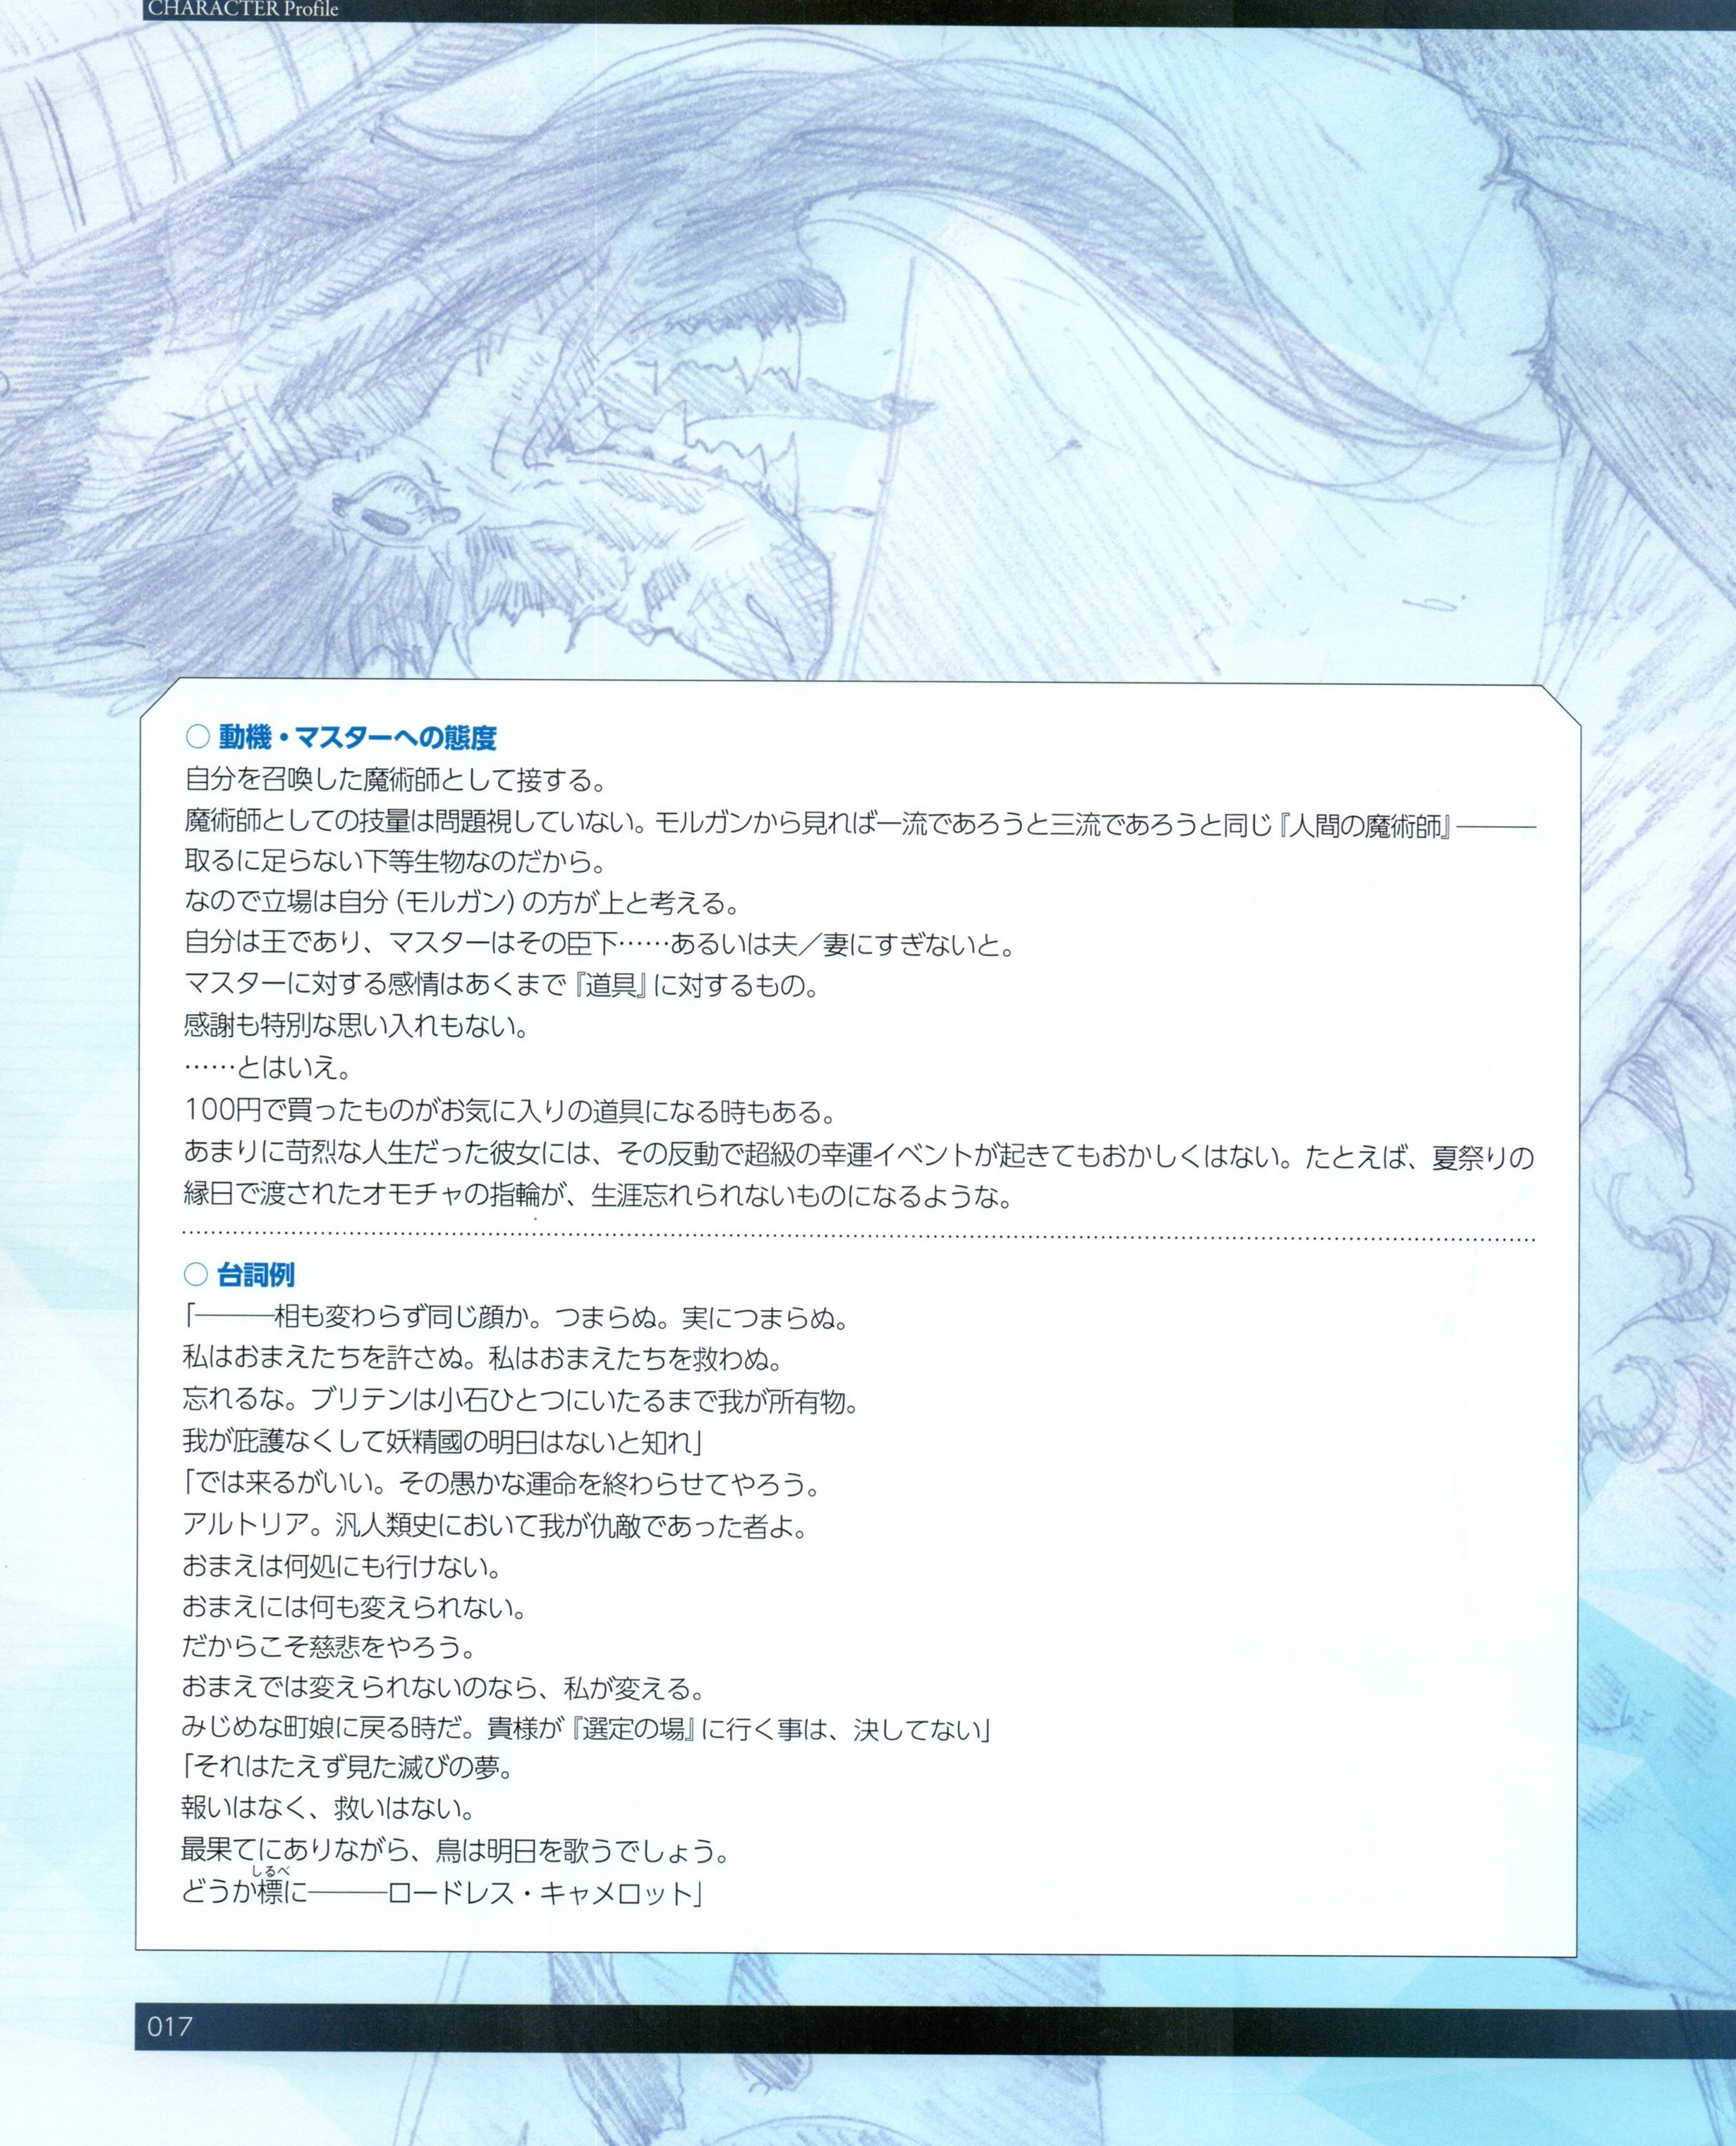 CHARACTER Profile
○ 動機・マスターへの態度
自分を召喚した魔術師として接する。
魔術師としての技量は問題視していない。モルガンから見れば一流であろうと三流であろうと同じ『人間の魔術師』―――
取るに足らない下等生物なのだから。
なので立場は自分（モルガン）の方が上と考える。
自分は王であり、マスターはその臣下……あるいは夫／妻にすぎないと。
マスターに対する感情はあくまで『道具』に対するもの。
感謝も特別な思い入れもない。
……とはいえ。
100円で買ったものがお気に入りの道具になる時もある。
あまりに苛烈な人生だった彼女には、その反動で超級の幸運イベントが起きてもおかしくはない。たとえば、夏祭りの
縁日で渡されたオモチャの指輪が、生涯忘れられないものになるような。
○ 台詞例
「―――相も変わらず同じ顔か。つまらぬ。実につまらぬ。
私はおまえたちを許さぬ。私はおまえたちを救わぬ。
忘れるな。ブリテンは小石ひとつにいたるまで我が所有物。
我が庇護なくして妖精國の明日はないと知れ」
「では来るがいい。その愚かな運命を終わらせてやろう。
アルトリア。汎人類史において我が仇敵であった者よ。
おまえは何処にも行けない。
おまえには何も変えられない。
だからこそ慈悲をやろう。
おまえでは変えられないのなら、私が変える。
みじめな町娘に戻る時だ。貴様が『選定の場』に行く事は、決してない」
「それはたえず見た滅びの夢。
報いはなく、救いはない。
最果てにありながら、鳥は明日を歌うでしょう。
しるべ
どうか標に―――ロードレス・キャメロット」
017